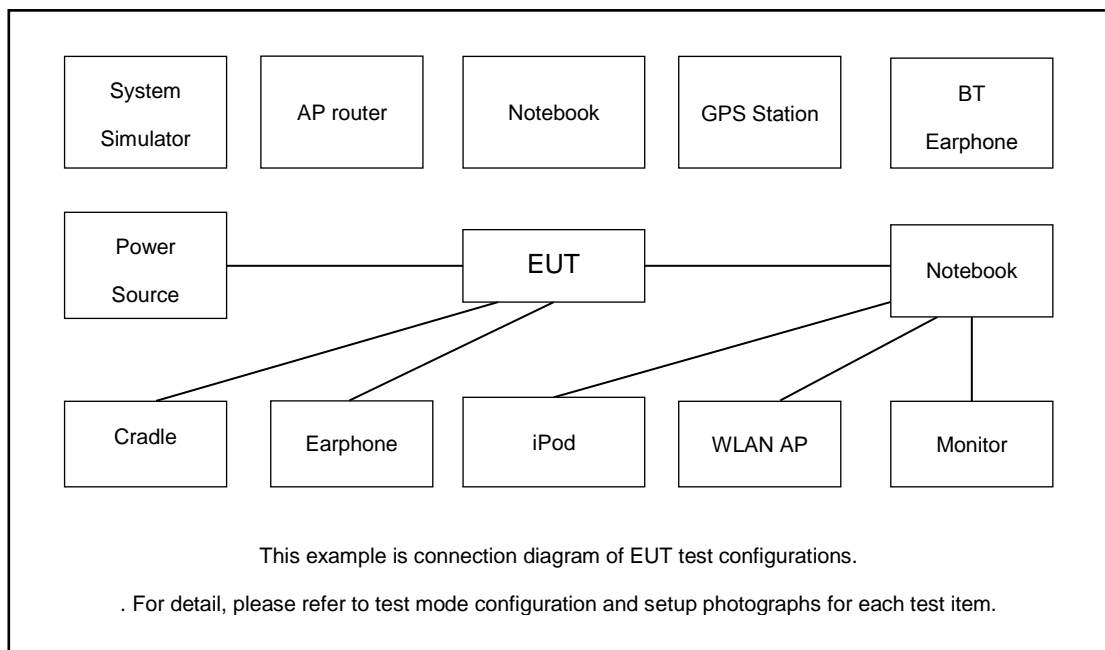 System
Simulator
AP router
Notebook
GPS Station
BT
Earphone
Power
Source
EUT
Notebook
Cradle
Earphone
iPod
WLAN AP
Monitor
This example is connection diagram of EUT test configurations.
. For detail, please refer to test mode configuration and setup photographs for each test item.